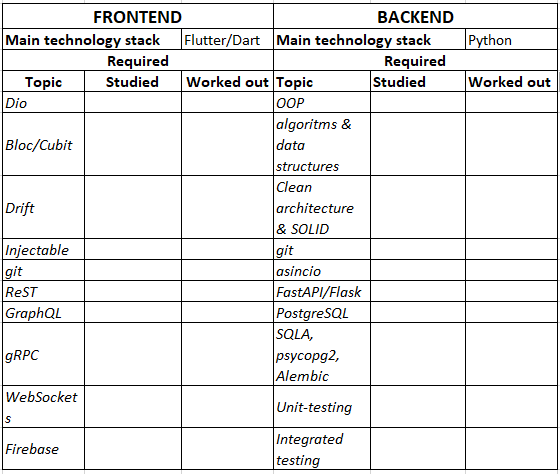 FRONTEND BACKEND
Main technology stack Flutter/Dart Main technology stack Python
Required Required
Topic Studied Worked out Topic Studied Worked out
Dio OOP
Bloc/Cubit algoritms &
data
structures
Drift Clean
architecture
& SOLID
Injectable git
git asincio
ReST FastAPI/Flask
GraphQL PostgreSQL
gRPC SQLA,
psycopg2,
Alembic
WebSocket
s Unit-testing
Firebase Integrated
testing